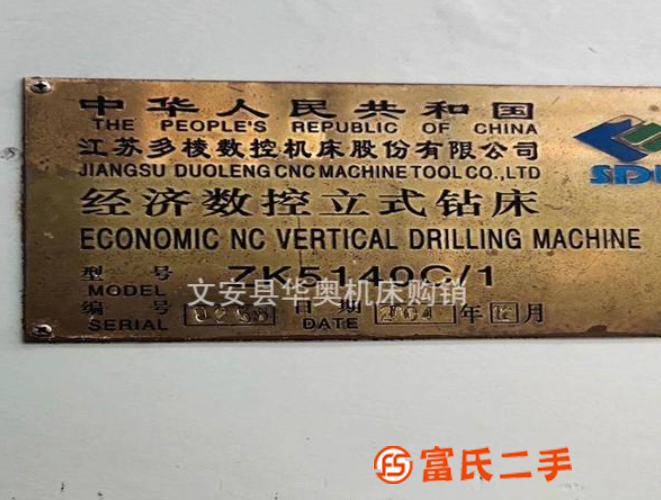 中华人民共和国
THE PEOPLE'S REPUBLIC OF CHINA
江苏多棱数控机床股份有限公司
JIANGSU DUOLENG CNC MACHINE TOOL CO.,LTD
经济数控立式钻床
ECONOMIC NC VERTICAL DRILLING MACHINE
型号 ZK5140C/1
MODEL
文安县华奥机床购销
编号 日期 年 月
SERIAL DATE
富氏二手